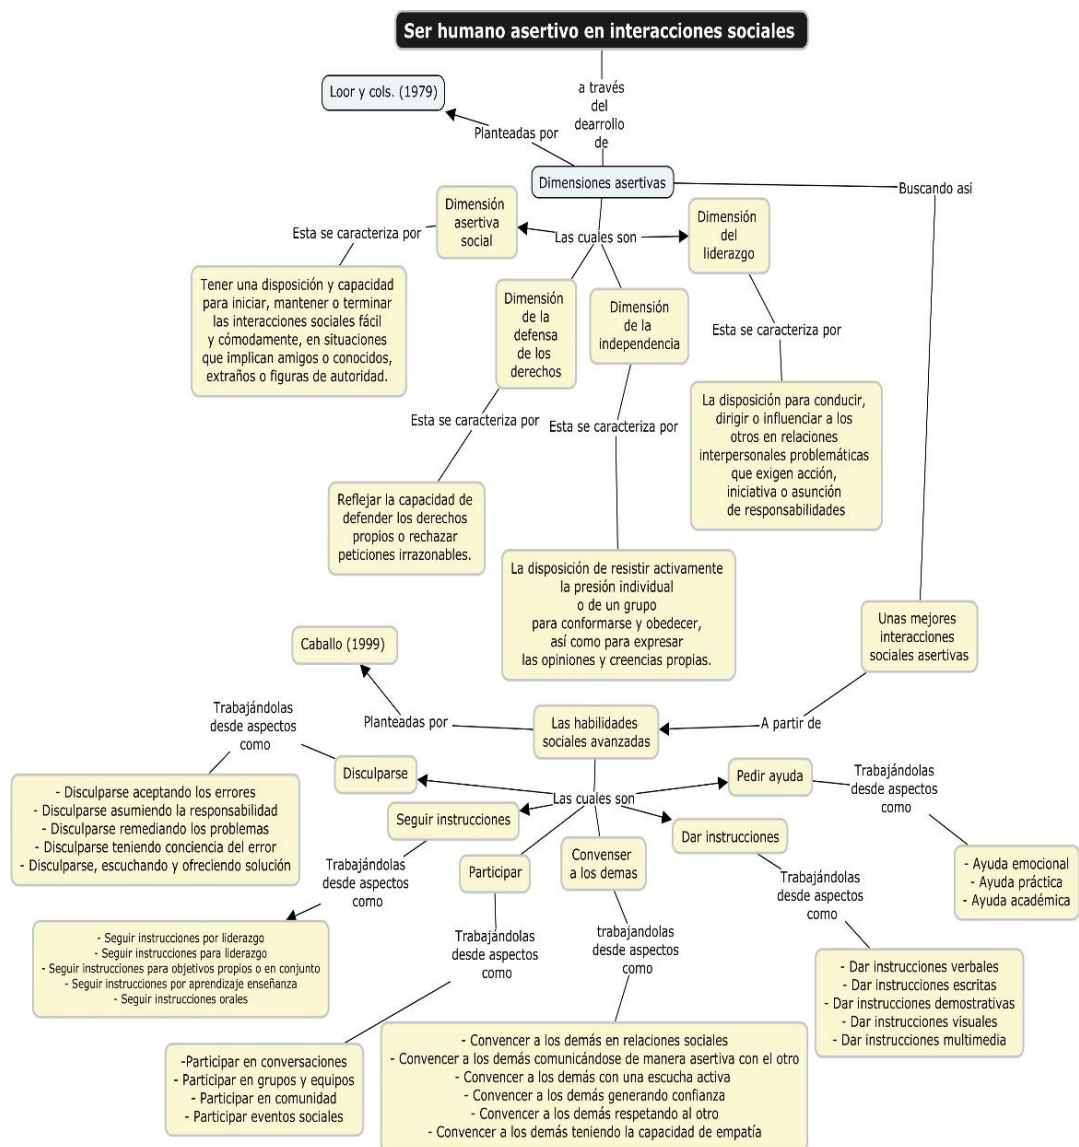 Ser humano asertivo en interacciones sociales
a través
del
dearrollo
de
Loor y cols. (1979)
Planteadas por
Dimensiones asertivas
Buscando asi
Dimensión
asertiva
social
Las cuales son
Dimensión
del
liderazgo
Esta se caracteriza por
Tener una disposición y capacidad
para iniciar, mantener o terminar
las interacciones sociales fácil
y cómodamente, en situaciones
que implican amigos o conocidos,
extraños o figuras de autoridad.
Dimensión
de la
defensa
de los
derechos
Dimensión
de la
independencia
Esta se caracteriza por
La disposición para conducir,
dirigir o influenciar a los
otros en relaciones
interpersonales problemáticas
que exigen acción,
iniciativa o asunción
de responsabilidades
Esta se caracteriza por
Reflejar la capacidad de
defender los derechos
propios o rechazar
peticiones irrazonables.
Esta se caracteriza por
La disposición de resistir activamente
la presión individual
o de un grupo
para conformarse y obedecer,
así como para expresar
las opiniones y creencias propias.
Unas mejores
interacciones
sociales asertivas
A partir de
Las habilidades
sociales avanzadas
Planteadas por
Caballo (1999)
Las cuales son
Disculparse
Trabajándolas
desde aspectos
como
- Disculparse aceptando los errores
- Disculparse asumiendo la responsabilidad
- Disculparse remediando los problemas
- Disculparse teniendo conciencia del error
- Disculparse, escuchando y ofreciendo solución
Seguir instrucciones
Trabajándolas
desde aspectos
como
- Seguir instrucciones por liderazgo
- Seguir instrucciones para liderazgo
- Seguir instrucciones para objetivos propios o en conjunto
- Seguir instrucciones por aprendizaje enseñanza
- Seguir instrucciones orales
Participar
Trabajándolas
desde aspectos
como
-Participar en conversaciones
- Participar en grupos y equipos
- Participar en comunidad
- Participar eventos sociales
Convenser
a los demas
trabajándolas
desde aspectos
como
- Convencer a los demás en relaciones sociales
- Convencer a los demás comunicándose de manera asertiva con el otro
- Convencer a los demás con una escucha activa
- Convencer a los demás generando confianza
- Convencer a los demás respetando al otro
- Convencer a los demás teniendo la capacidad de empatía
Dar instrucciones
Trabajándolas
desde aspectos
como
- Dar instrucciones verbales
- Dar instrucciones escritas
- Dar instrucciones demostrativas
- Dar instrucciones visuales
- Dar instrucciones multimedia
Pedir ayuda
Trabajándolas
desde aspectos
como
- Ayuda emocional
- Ayuda práctica
- Ayuda académica